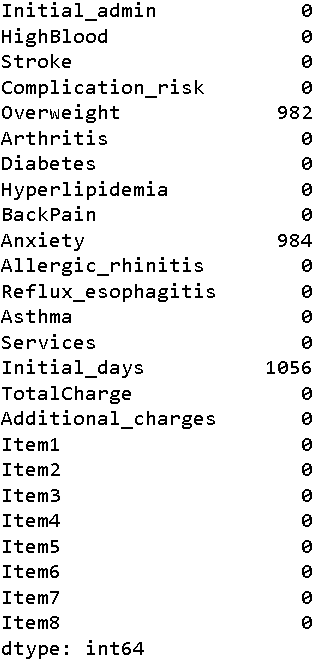 Initial_admin 0
HighBlood 0
Stroke 0
Complication_risk 0
Overweight 982
Arthritis 0
Diabetes 0
Hyperlipidemia 0
BackPain 0
Anxiety 984
Allergic_rhinitis 0
Reflux_esophagitis 0
Asthma 0
Services 0
Initial_days 1056
TotalCharge 0
Additional_charges 0
Item1 0
Item2 0
Item3 0
Item4 0
Item5 0
Item6 0
Item7 0
Item8 0
dtype: int64